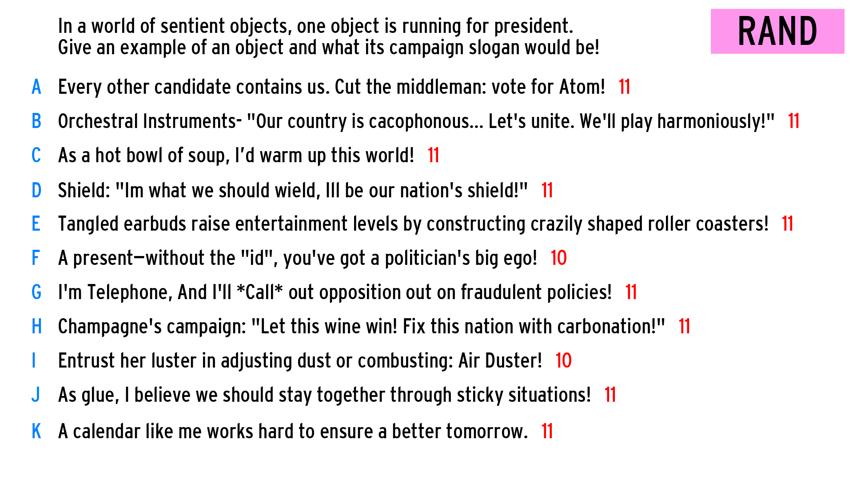 In a world of sentient objects, one object is running for president.
Give an example of an object and what its campaign slogan would be!
RAND
A Every other candidate contains us. Cut the middleman: vote for Atom! 11
B Orchestral Instruments- "Our country is cacophonous... Let's unite. We'll play harmoniously!" 11
C As a hot bowl of soup, I’d warm up this world! 11
D Shield: "Im what we should wield, Ill be our nation's shield!" 11
E Tangled earbuds raise entertainment levels by constructing crazily shaped roller coasters! 11
F A present—without the "id", you've got a politician's big ego! 10
G I'm Telephone, And I'll *Call* out opposition out on fraudulent policies! 11
H Champagne's campaign: "Let this wine win! Fix this nation with carbonation!" 11
I Entrust her luster in adjusting dust or combusting: Air Duster! 10
J As glue, I believe we should stay together through sticky situations! 11
K A calendar like me works hard to ensure a better tomorrow. 11